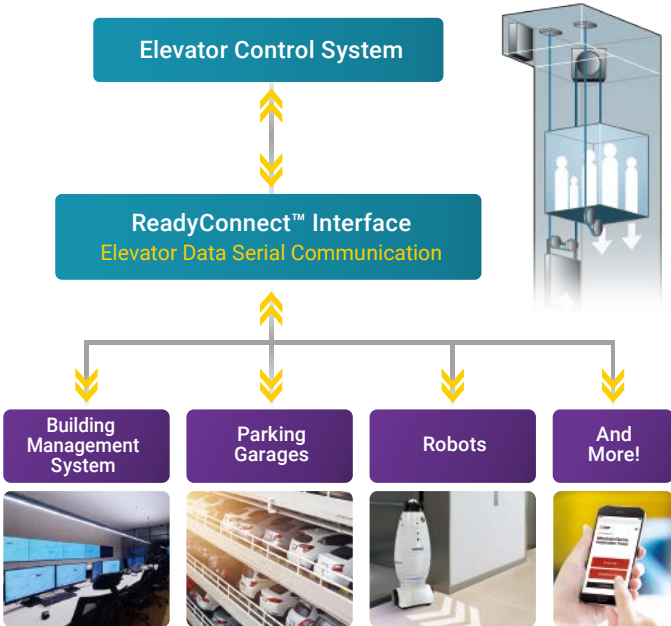 Elevator Control System
ReadyConnect™ Interface
Elevator Data Serial Communication
Building
Management
System
Parking
Garages
Robots
And
More!